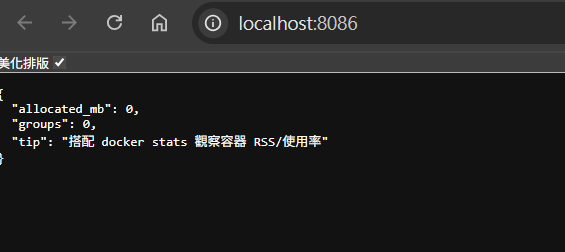 localhost:8086
美化排版
{
"allocated_mb": 0,
"groups": 0,
"tip": "搭配 docker stats 觀察容器 RSS/使用率"
}